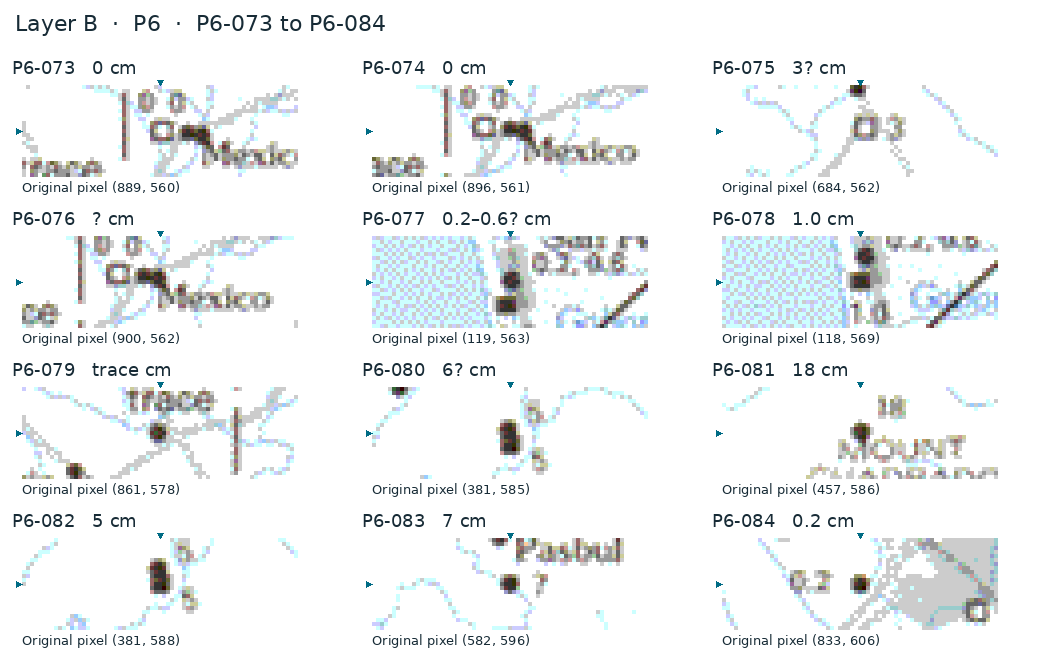 Layer B · P6 · P6-073 to P6-084
P6-073 0 cm
0 0
trace
Mexico
Original pixel (889, 560)
P6-074 0 cm
0 0
ace
Mexico
Original pixel (896, 561)
P6-075 3? cm
3
Original pixel (684, 562)
P6-076 ? cm
0 0
Mexico
ce
Original pixel (900, 562)
P6-077 0.2–0.6? cm
0.2, 0.6
Original pixel (119, 563)
P6-078 1.0 cm
0.2, 0.6
1.0
Original pixel (118, 569)
P6-079 trace cm
trace
Original pixel (861, 578)
P6-080 6? cm
5
5
Original pixel (381, 585)
P6-081 18 cm
18
MOUNT
Original pixel (457, 586)
P6-082 5 cm
5
5
Original pixel (381, 588)
P6-083 7 cm
Pasbul
7
Original pixel (582, 596)
P6-084 0.2 cm
0.2
Original pixel (833, 606)